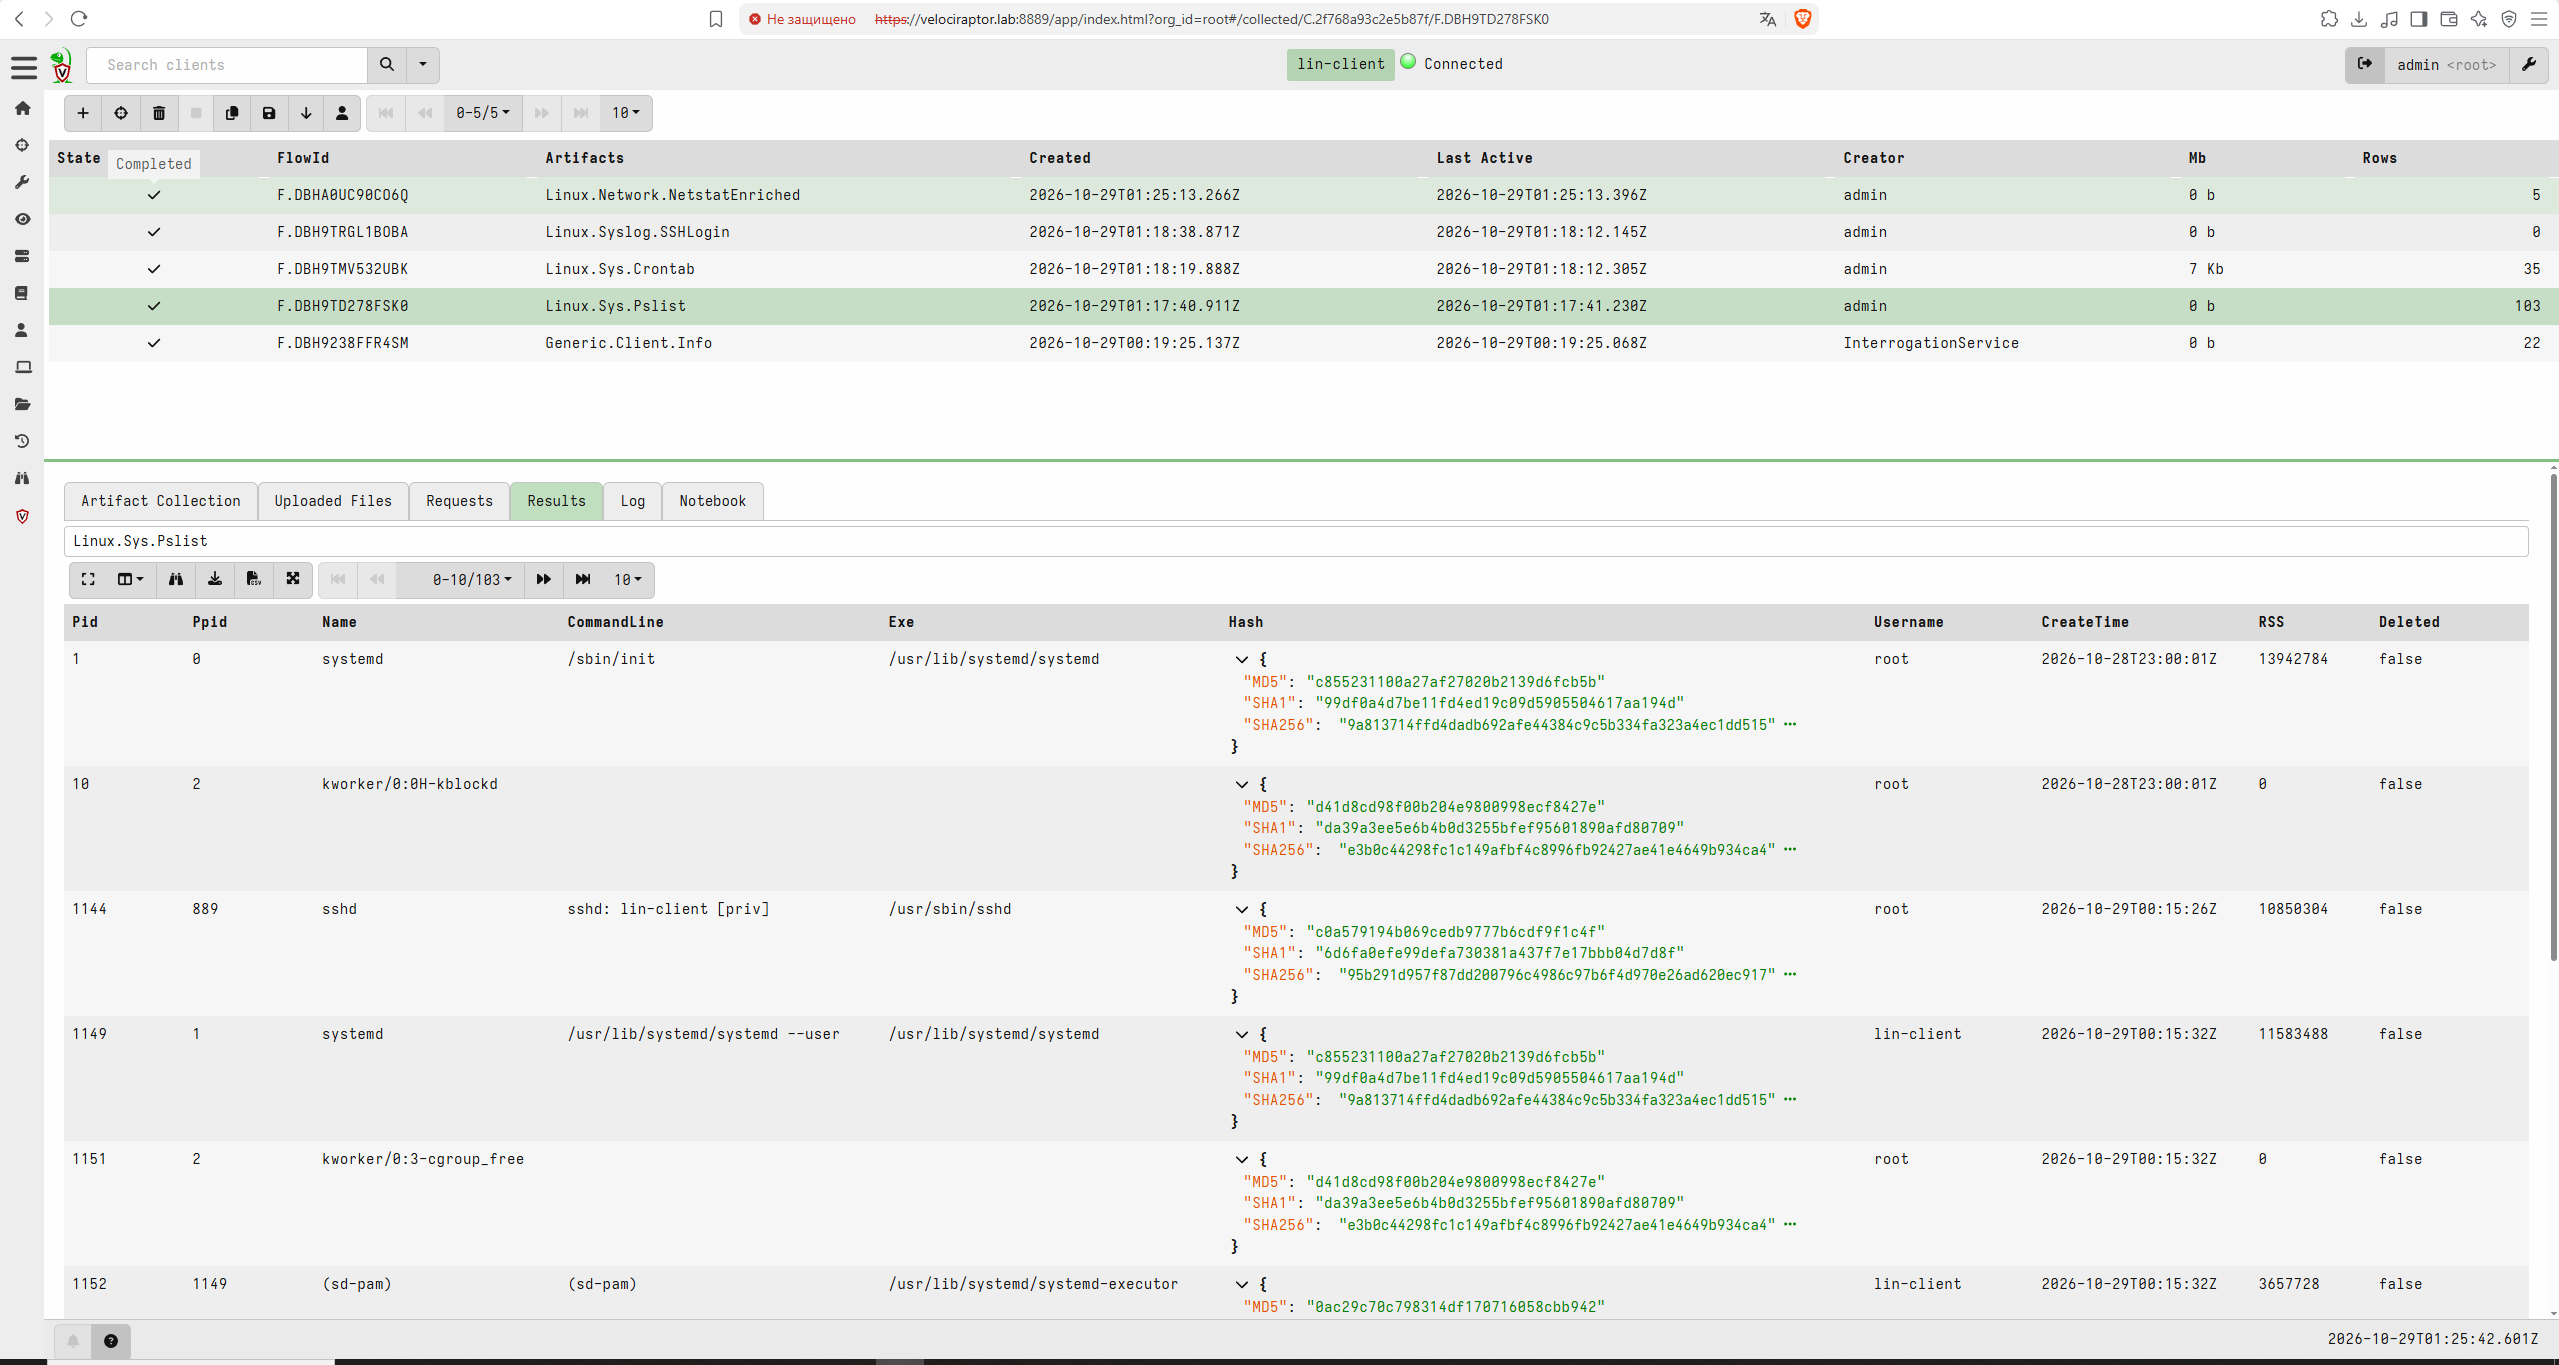 Не защищено https://velociraptor.lab:8889/app/index.html?org_id=root#/collected/C.2f768a93c2e5b87f/F.DBH9TD278FSK0
Search clients lin-client Connected admin <root>
0-5/5 10
State FlowId Artifacts Created Last Active Creator Mb Rows
Completed
F.DBHA0UC90CO6Q Linux.Network.NetstatEnriched 2026-10-29T01:25:13.266Z 2026-10-29T01:25:13.396Z admin 0 b 5
F.DBH9TRGL1BOBA Linux.Syslog.SSHLogin 2026-10-29T01:18:38.871Z 2026-10-29T01:18:12.145Z admin 0 b 0
F.DBH9TMV532UBK Linux.Sys.Crontab 2026-10-29T01:18:19.888Z 2026-10-29T01:18:12.305Z admin 7 Kb 35
F.DBH9TD278FSK0 Linux.Sys.Pslist 2026-10-29T01:17:40.911Z 2026-10-29T01:17:41.230Z admin 0 b 103
F.DBH9238FFR4SM Generic.Client.Info 2026-10-29T00:19:25.137Z 2026-10-29T00:19:25.068Z InterrogationService 0 b 22
Artifact Collection Uploaded Files Requests Results Log Notebook
Linux.Sys.Pslist
0-10/103 10
Pid Ppid Name CommandLine Exe Hash Username CreateTime RSS Deleted
1 0 systemd /sbin/init /usr/lib/systemd/systemd { root 2026-10-28T23:00:01Z 13942784 false
"MD5": "c855231100a27af27020b2139d6fcb5b"
"SHA1": "99df0a4d7be11fd4ed19c09d5905504617aa194d"
"SHA256": "9a813714ffd4dadb692afe44384c9c5b334fa323a4ec1dd515" ...
}
10 2 kworker/0:0H-kblockd { root 2026-10-28T23:00:01Z 0 false
"MD5": "d41d8cd98f00b204e9800998ecf8427e"
"SHA1": "da39a3ee5e6b4b0d3255bfef95601890afd80709"
"SHA256": "e3b0c44298fc1c149afbf4c8996fb92427ae41e4649b934ca4" ...
}
1144 889 sshd sshd: lin-client [priv] /usr/sbin/sshd { root 2026-10-29T00:15:26Z 10850304 false
"MD5": "c0a579194b069cedb9777b6cdf9f1c4f"
"SHA1": "6d6fa0efe99defa730381a437f7e17bbb04d7d8f"
"SHA256": "95b291d957f87dd200796c4986c97b6f4d970e26ad620ec917" ...
}
1149 1 systemd /usr/lib/systemd/systemd --user /usr/lib/systemd/systemd { lin-client 2026-10-29T00:15:32Z 11583488 false
"MD5": "c855231100a27af27020b2139d6fcb5b"
"SHA1": "99df0a4d7be11fd4ed19c09d5905504617aa194d"
"SHA256": "9a813714ffd4dadb692afe44384c9c5b334fa323a4ec1dd515" ...
}
1151 2 kworker/0:3-cgroup_free { root 2026-10-29T00:15:32Z 0 false
"MD5": "d41d8cd98f00b204e9800998ecf8427e"
"SHA1": "da39a3ee5e6b4b0d3255bfef95601890afd80709"
"SHA256": "e3b0c44298fc1c149afbf4c8996fb92427ae41e4649b934ca4" ...
}
1152 1149 (sd-pam) (sd-pam) /usr/lib/systemd/systemd-executor { lin-client 2026-10-29T00:15:32Z 3657728 false
"MD5": "0ac29c70c798314df170716058cbb942"
2026-10-29T01:25:42.601Z